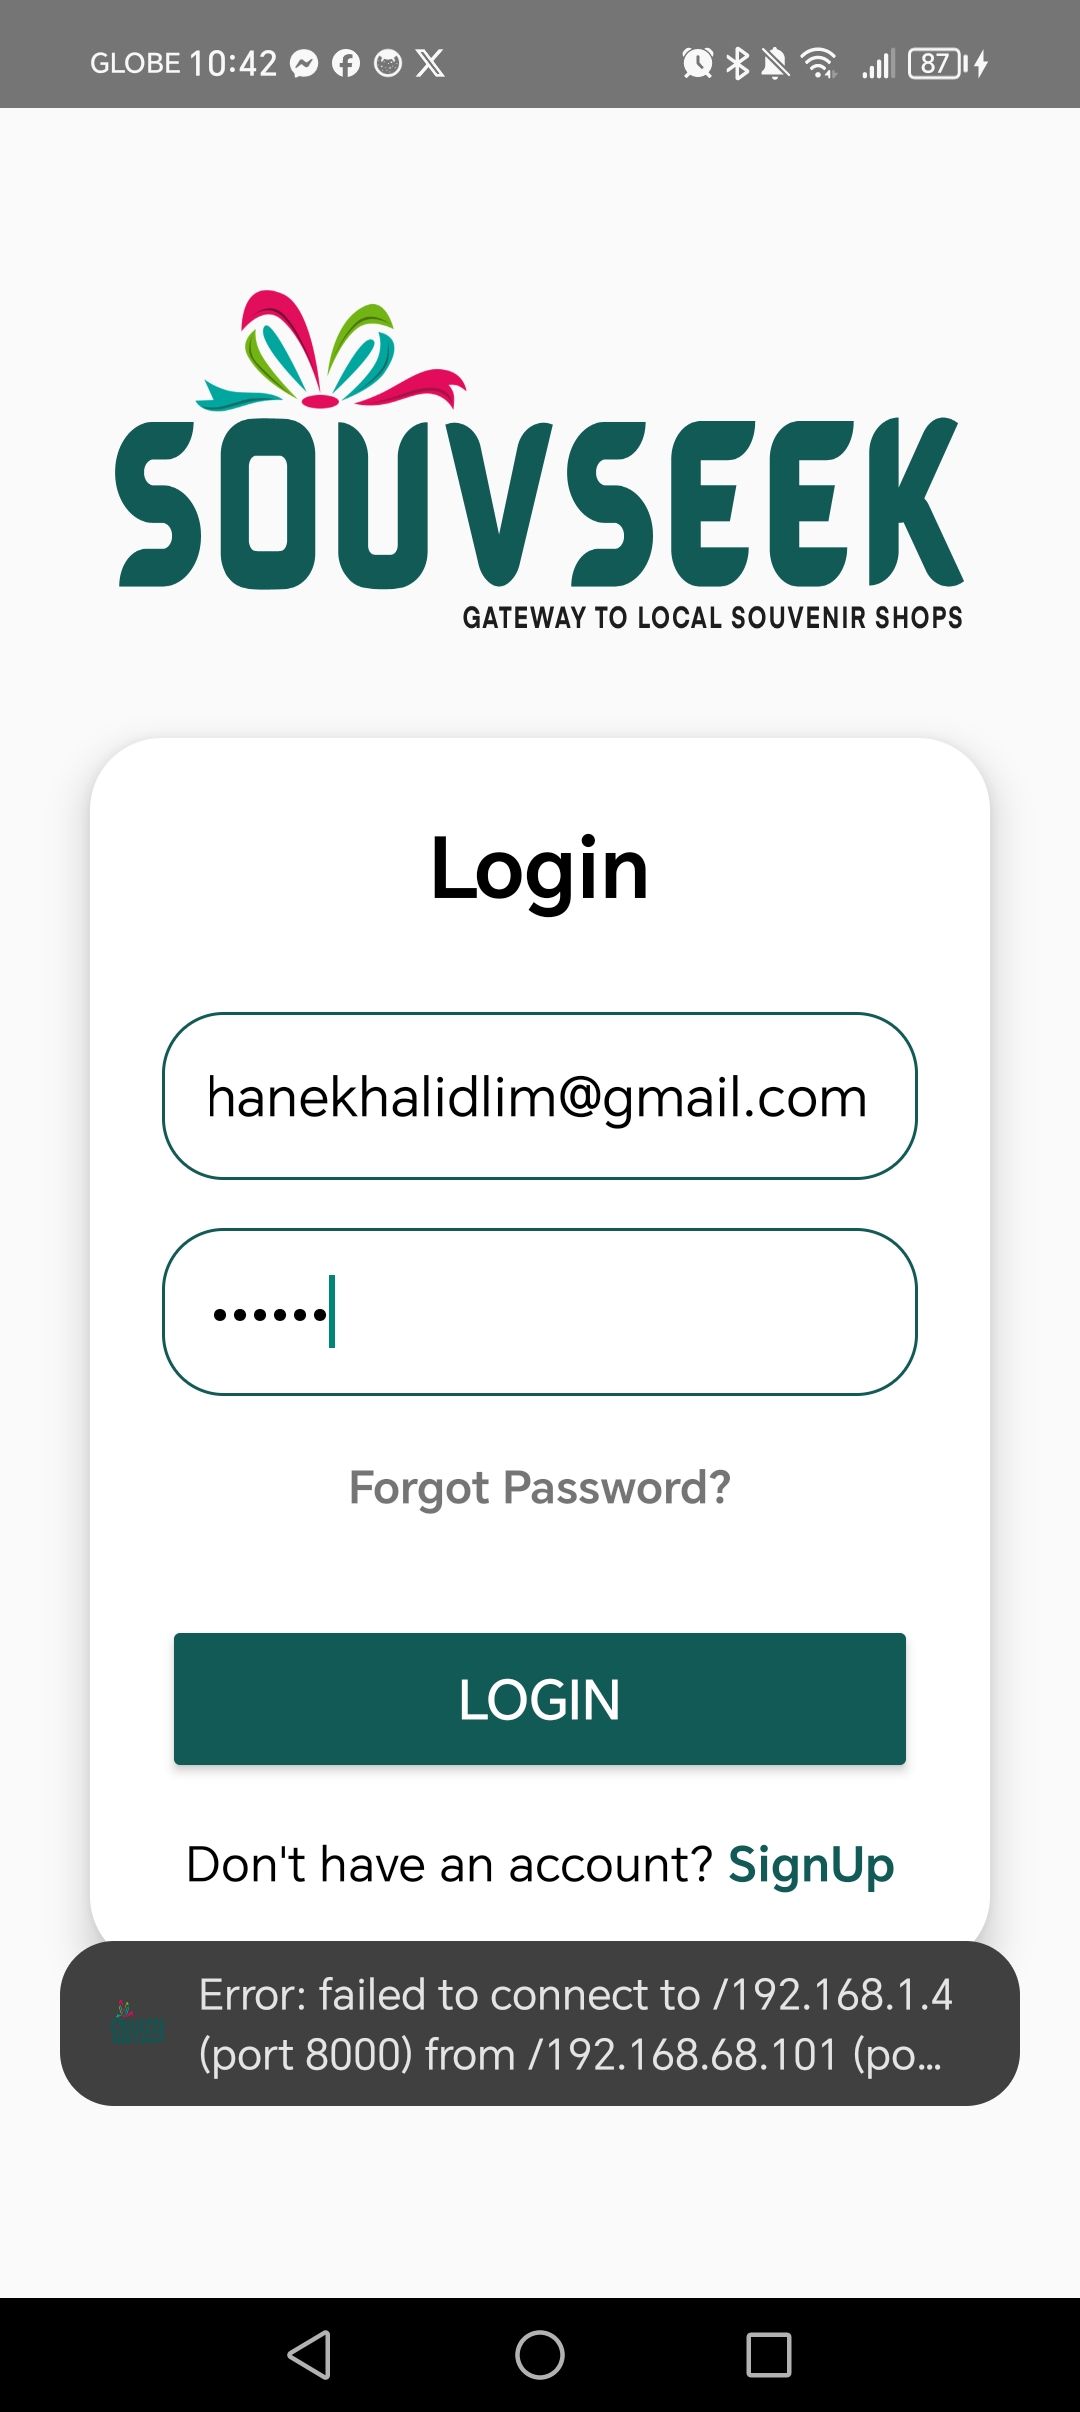 GLOBE 10:42 87
SOUVSEEK
GATEWAY TO LOCAL SOUVENIR SHOPS
Login
hanekhalidlim@gmail.com
••••••
Forgot Password?
LOGIN
Don't have an account? SignUp
Error: failed to connect to /192.168.1.4
(port 8000) from /192.168.68.101 (po...